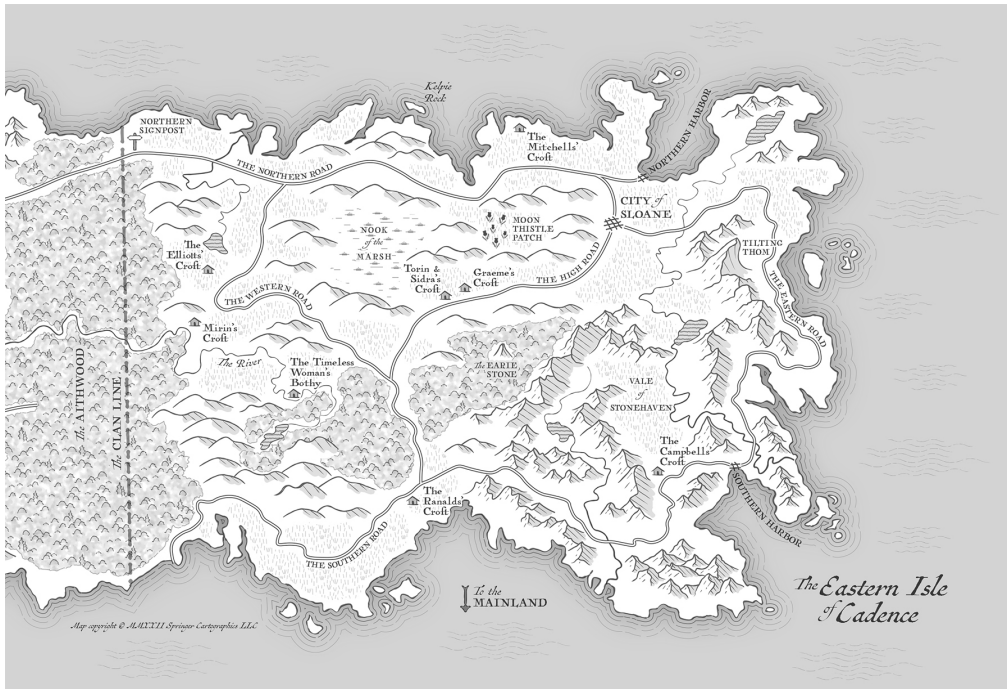 Kelpie
Rock
NORTHERN
SIGNPOST
NORTHERN HARBOR
The
Mitchells'
Croft
THE NORTHERN ROAD
CITY of
SLOANE
MOON
THISTLE
PATCH
NOOK
of the
MARSH
The
Elliotts'
Croft
TILTING
THOM
Torin &
Sidra's
Croft
Graeme's
Croft
THE HIGH ROAD
THE WESTERN ROAD
THE EASTERN ROAD
Mirin's
Croft
The River
The Timeless
Woman's
Bothy
The EARIE
STONE
VALE
of
STONEHAVEN
The AITHWOOD
The CLAN LINE
The
Campbells'
Croft
The
Ranalds'
Croft
SOUTHERN HARBOR
THE SOUTHERN ROAD
To the
MAINLAND
The Eastern Isle
of Cadence
Map copyright © MMXXII Springer Cartographics LLC